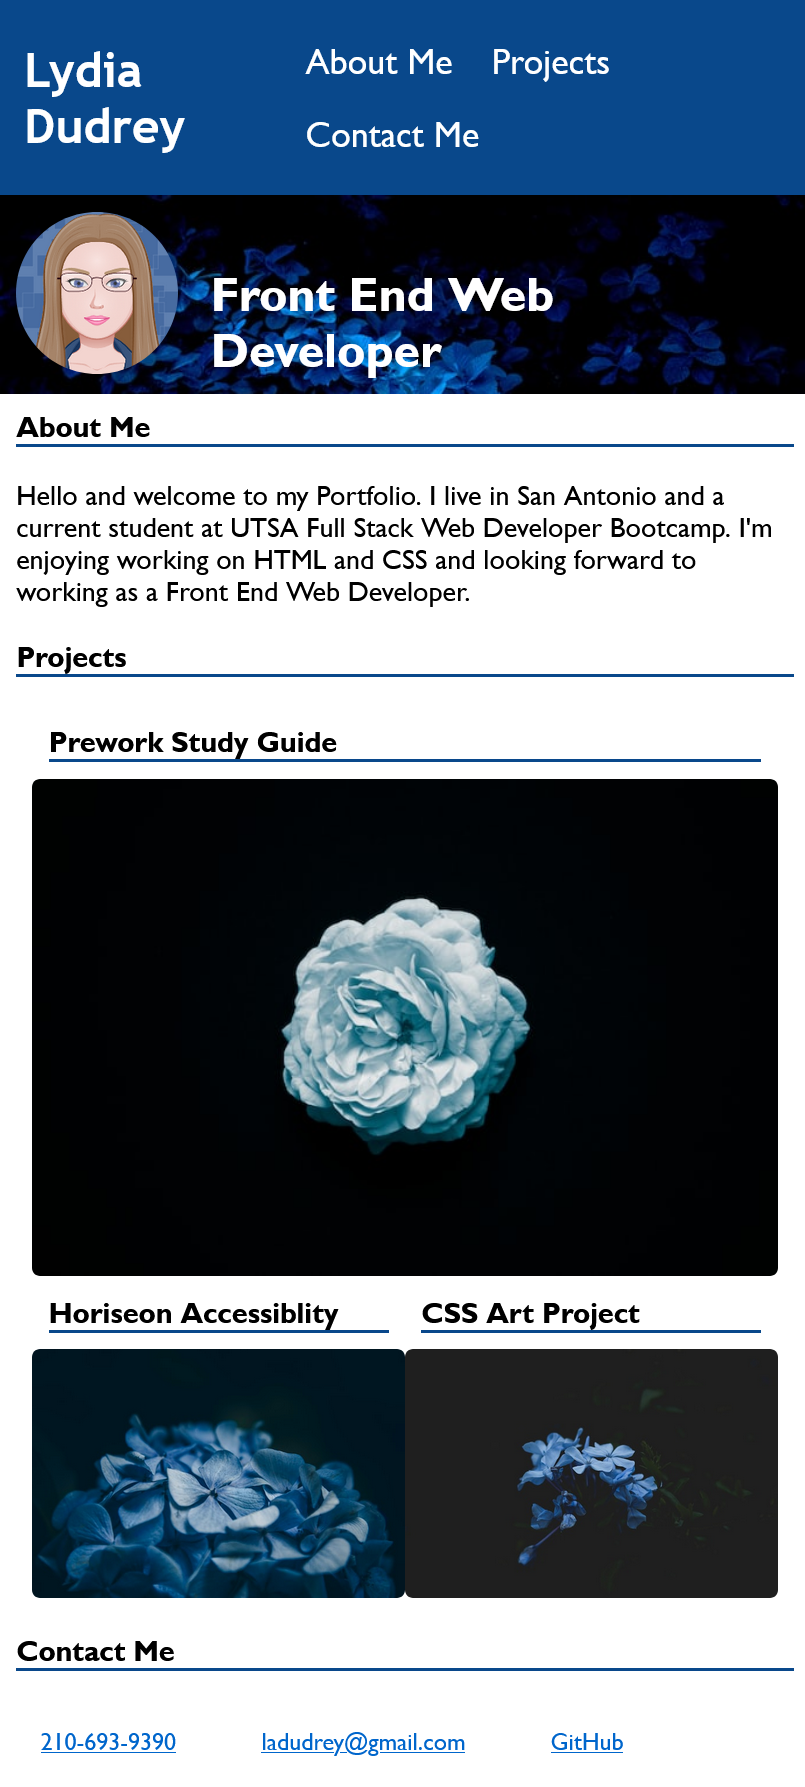 Lydia
Dudrey
About Me Projects
Contact Me
Front End Web
Developer
About Me
Hello and welcome to my Portfolio. I live in San Antonio and a
current student at UTSA Full Stack Web Developer Bootcamp. I'm
enjoying working on HTML and CSS and looking forward to
working as a Front End Web Developer.
Projects
Prework Study Guide
Horiseon Accessiblity
CSS Art Project
Contact Me
210-693-9390 ladudrey@gmail.com GitHub